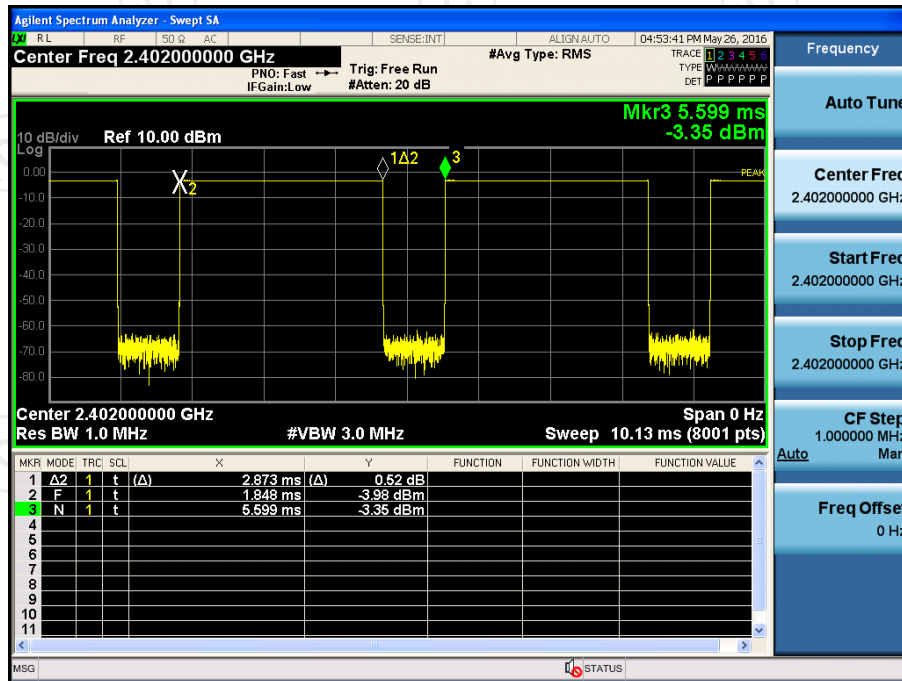 Agilent Spectrum Analyzer - Swept SA
LXI RL RF 50 Ω AC SENSE:INT ALIGN AUTO 04:53:41 PM May 26, 2016
Center Freq 2.402000000 GHz #Avg Type: RMS TRACE 1 2 3 4 5 6
PNO: Fast Trig: Free Run TYPE
IFGain:Low #Atten: 20 dB DET P P P P P P
Frequency
Auto Tune
Center Freq
2.402000000 GHz
Start Freq
2.402000000 GHz
Stop Freq
2.402000000 GHz
CF Step
1.000000 MHz
Auto Man
Freq Offset
0 Hz
Mkr3 5.599 ms
-3.35 dBm
10 dB/div Ref 10.00 dBm
Log
1Δ2 3
0.00 PEAK
2
-10.0
-20.0
-30.0
-40.0
-50.0
-60.0
-70.0
-80.0
Center 2.402000000 GHz Span 0 Hz
Res BW 1.0 MHz #VBW 3.0 MHz Sweep 10.13 ms (8001 pts)
MKR MODE TRC SCL X Y FUNCTION FUNCTION WIDTH FUNCTION VALUE
1 Δ2 1 t (Δ) 2.873 ms (Δ) 0.52 dB
2 F 1 t 1.848 ms -3.98 dBm
3 N 1 t 5.599 ms -3.35 dBm
4
5
6
7
8
9
10
11
MSG STATUS